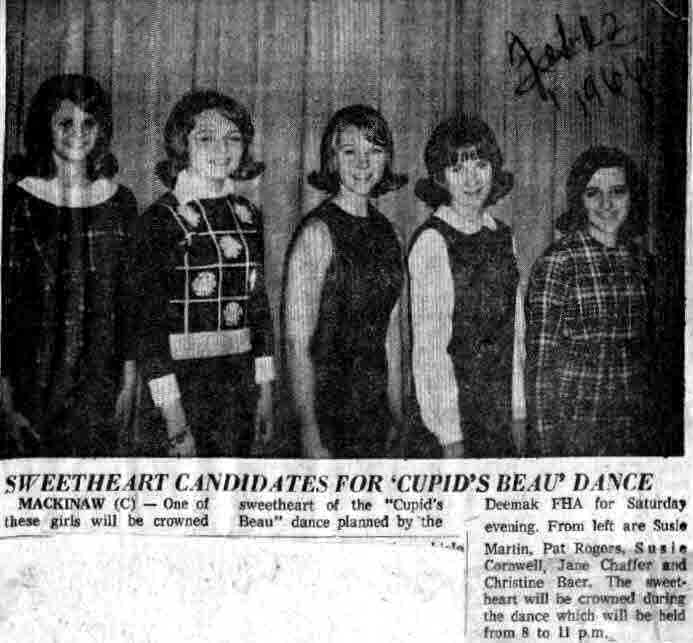 Feb. 2
1966
SWEETHEART CANDIDATES FOR 'CUPID'S BEAU' DANCE
MACKINAW (C) — One of
these girls will be crowned
sweetheart of the "Cupid's
Beau" dance planned by the
Deemak FHA for Saturday
evening. From left are Susie
Martin, Pat Rogers, Susie
Cornwell, Jane Chaffer and
Christine Baer. The sweet-
heart will be crowned during
the dance which will be held
from 8 to 11 p.m.